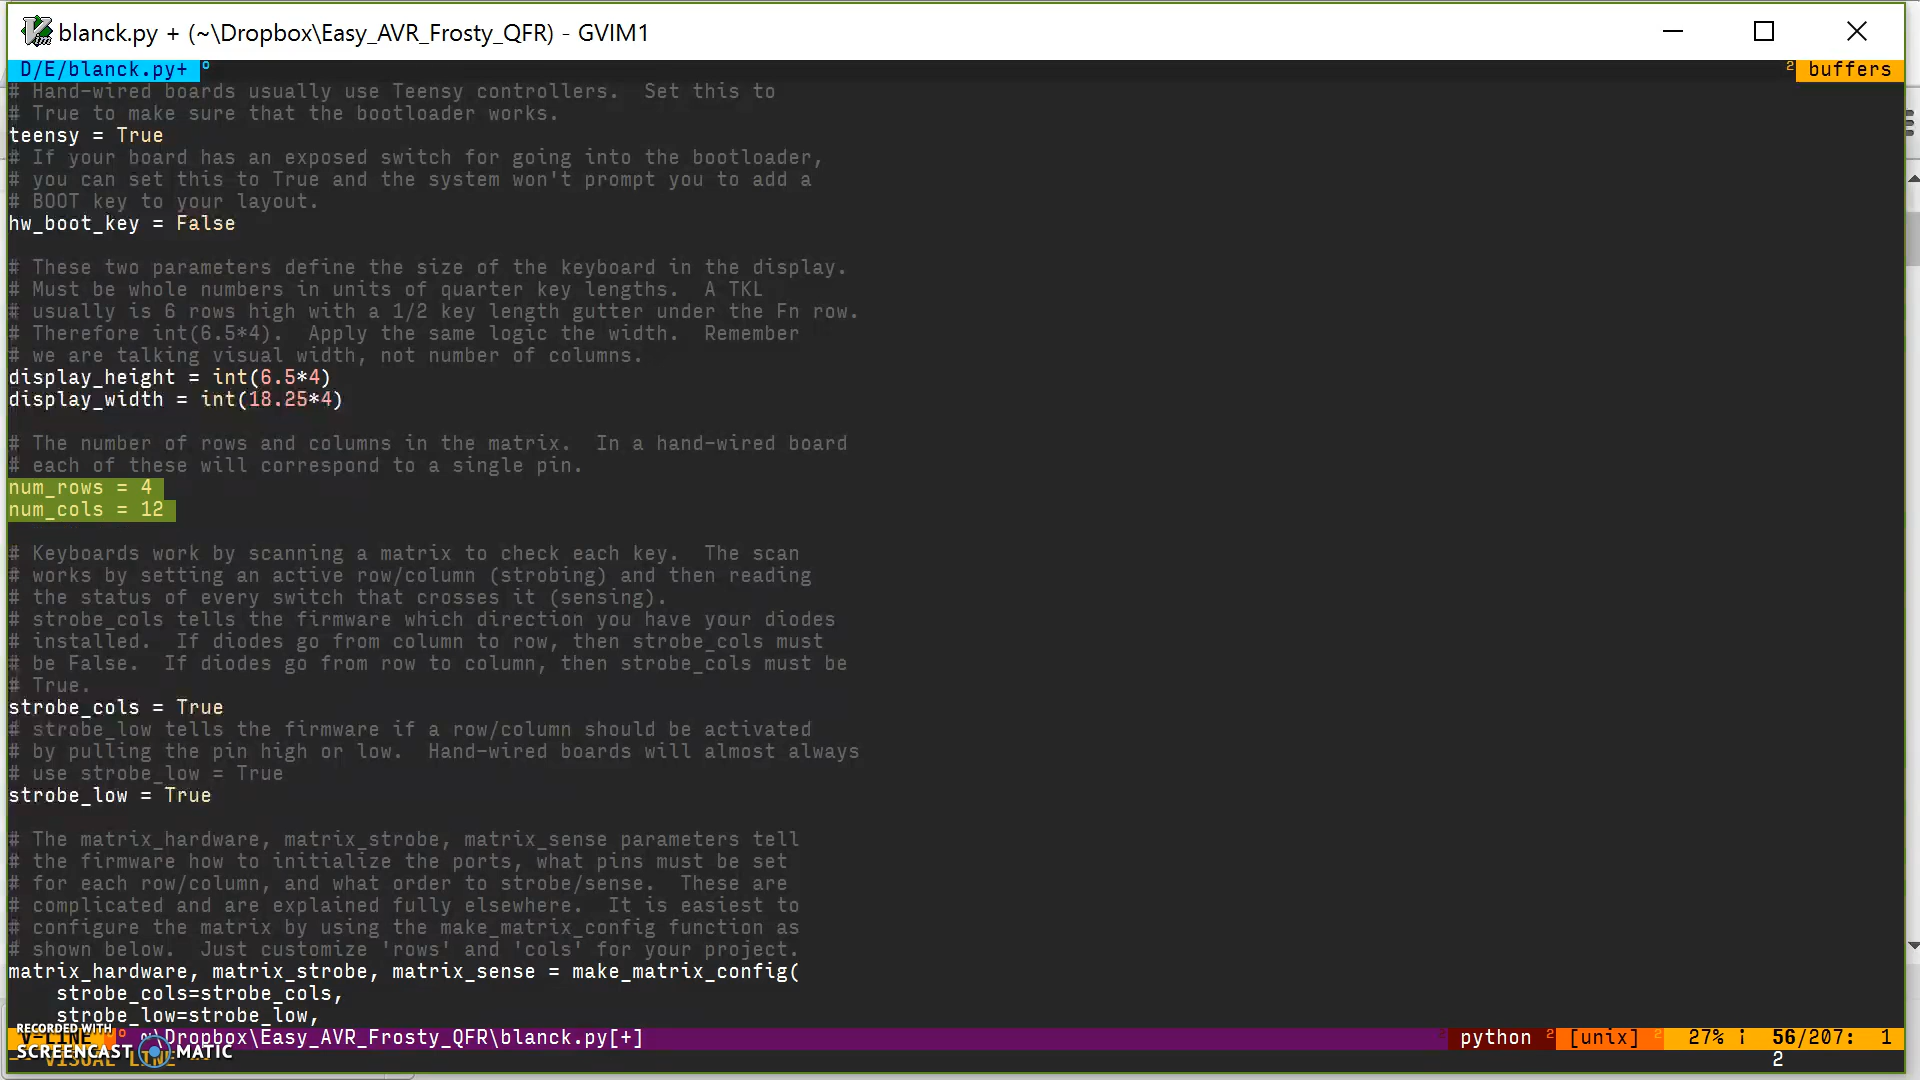 blanck.py + (~\Dropbox\Easy_AVR_Frosty_QFR) - GVIM1
D/E/blanck.py+
2 buffers
# Hand-wired boards usually use Teensy controllers.  Set this to
# True to make sure that the bootloader works.
teensy = True
# If your board has an exposed switch for going into the bootloader,
# you can set this to True and the system won't prompt you to add a
# BOOT key to your layout.
hw_boot_key = False
# These two parameters define the size of the keyboard in the display.
# Must be whole numbers in units of quarter key lengths.  A TKL
# usually is 6 rows high with a 1/2 key length gutter under the Fn row.
# Therefore int(6.5*4).  Apply the same logic the width.  Remember
# we are talking visual width, not number of columns.
display_height = int(6.5*4)
display_width = int(18.25*4)
# The number of rows and columns in the matrix.  In a hand-wired board
# each of these will correspond to a single pin.
num_rows = 4
num_cols = 12
# Keyboards work by scanning a matrix to check each key.  The scan
# works by setting an active row/column (strobing) and then reading
# the status of every switch that crosses it (sensing).
# strobe_cols tells the firmware which direction you have your diodes
# installed.  If diodes go from column to row, then strobe_cols must
# be False.  If diodes go from row to column, then strobe_cols must be
# True.
strobe_cols = True
# strobe_low tells the firmware if a row/column should be activated
# by pulling the pin high or low.  Hand-wired boards will almost always
# use strobe_low = True
strobe_low = True
# The matrix_hardware, matrix_strobe, matrix_sense parameters tell
# the firmware how to initialize the ports, what pins must be set
# for each row/column, and what order to strobe/sense.  These are
# complicated and are explained fully elsewhere.  It is easiest to
# configure the matrix by using the make_matrix_config function as
# shown below.  Just customize 'rows' and 'cols' for your project.
matrix_hardware, matrix_strobe, matrix_sense = make_matrix_config(
    strobe_cols=strobe_cols,
    strobe_low=strobe_low,
V-LINE ~\Dropbox\Easy_AVR_Frosty_QFR\blanck.py[+]
python 2 [unix] 2 27% ¡ 56/207: 1
RECORDED WITH
SCREENCAST MATIC
-- VISUAL LINE --
2